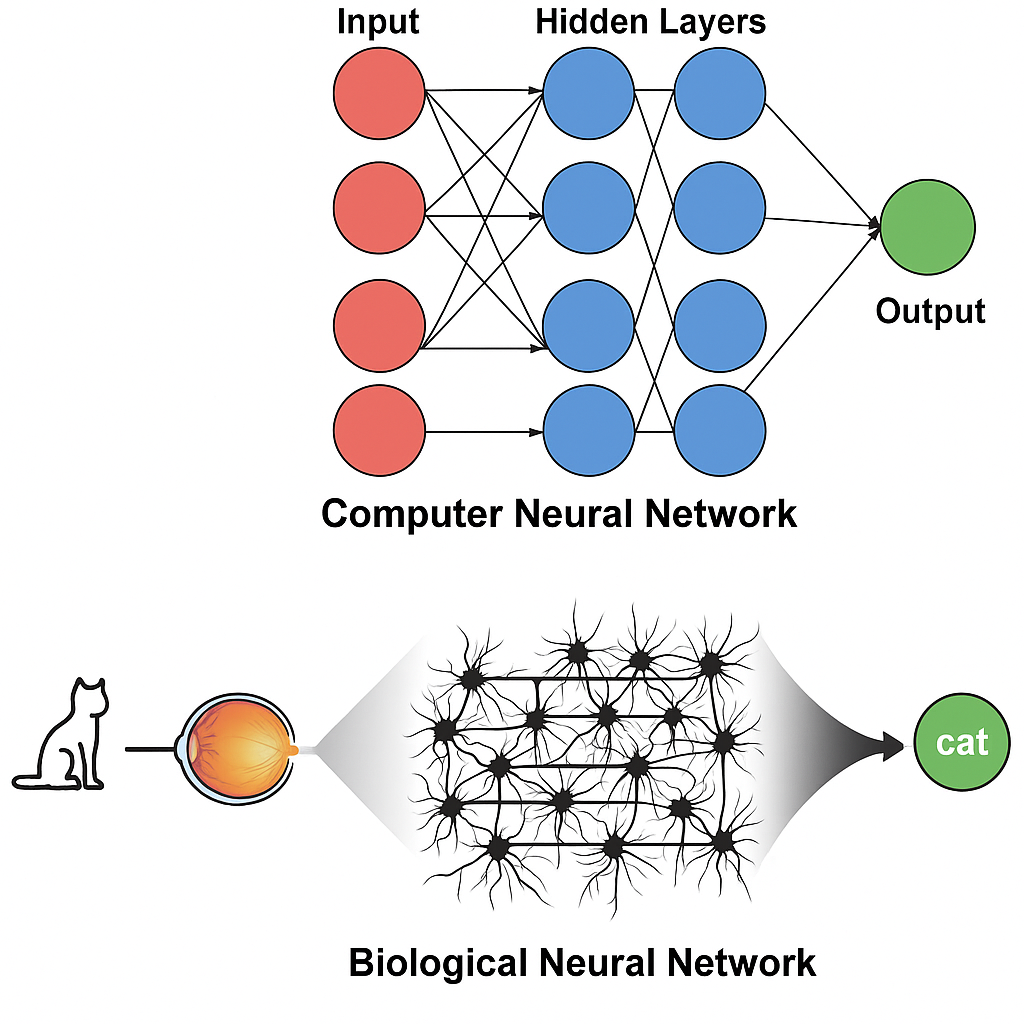 Input
Hidden Layers
Output
Computer Neural Network
cat
Biological Neural Network